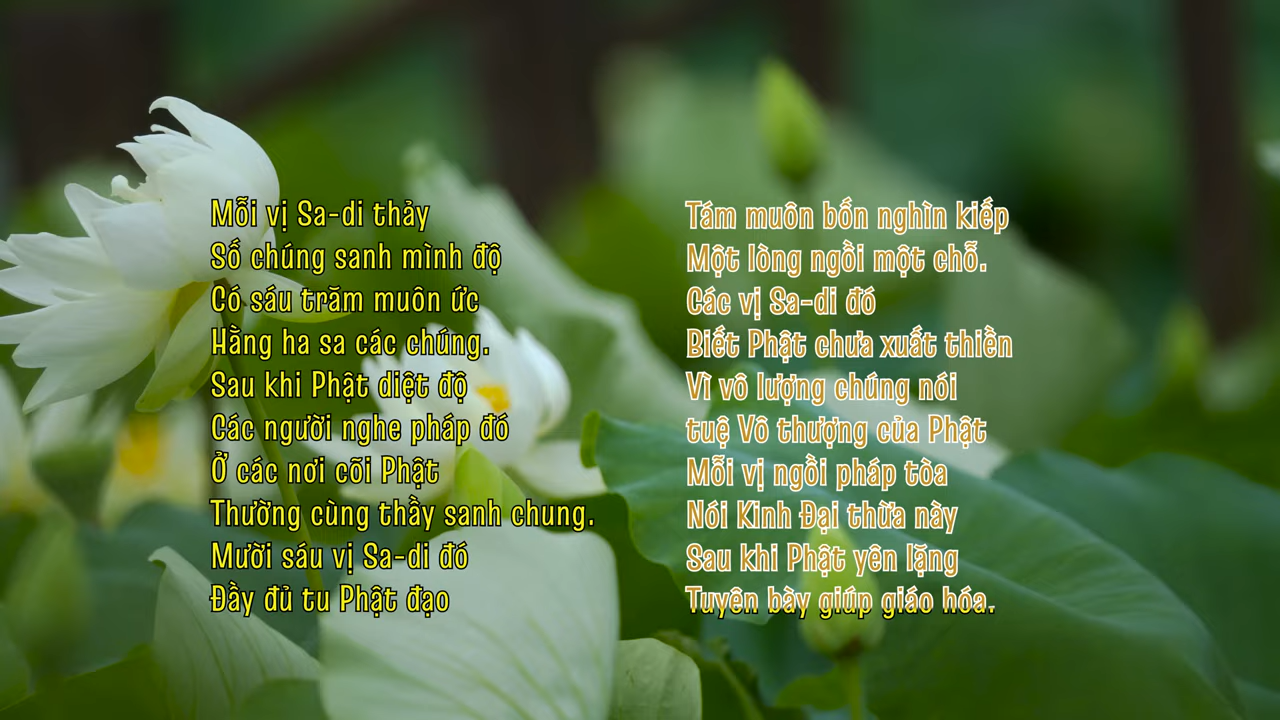 Mỗi vị Sa-di thảy
Số chúng sanh mình độ
Có sáu trăm muôn ức
Hằng ha sa các chúng.
Sau khi Phật diệt độ
Các người nghe pháp đó
Ở các nơi cõi Phật
Thường cùng thầy sanh chung.
Mười sáu vị Sa-di đó
Đầy đủ tu Phật đạo
Tám muôn bốn nghìn kiếp
Một lòng ngồi một chỗ.
Các vị Sa-di đó
Biết Phật chưa xuất thiền
Vì vô lượng chúng nói
tuệ Vô thượng của Phật
Mỗi vị ngồi pháp tòa
Nói Kinh Đại thừa này
Sau khi Phật yên lặng
Tuyên bày giúp giáo hóa.